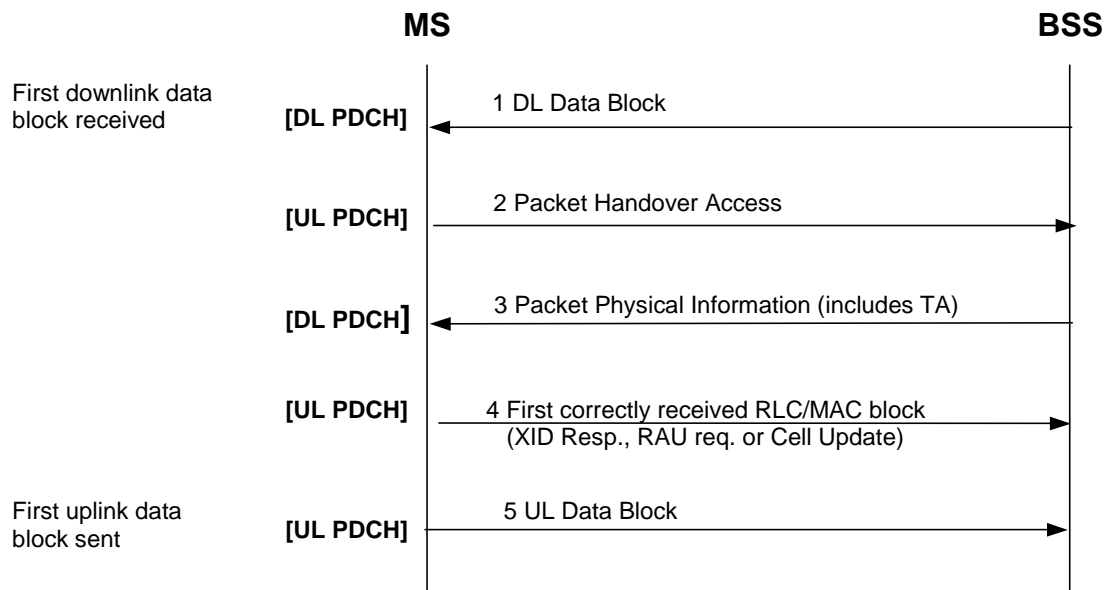 MS
BSS
First downlink data
block received
[DL PDCH]
1 DL Data Block
[UL PDCH]
2 Packet Handover Access
[DL PDCH]
3 Packet Physical Information (includes TA)
[UL PDCH]
4 First correctly received RLC/MAC block
(XID Resp., RAU req. or Cell Update)
First uplink data
block sent
[UL PDCH]
5 UL Data Block